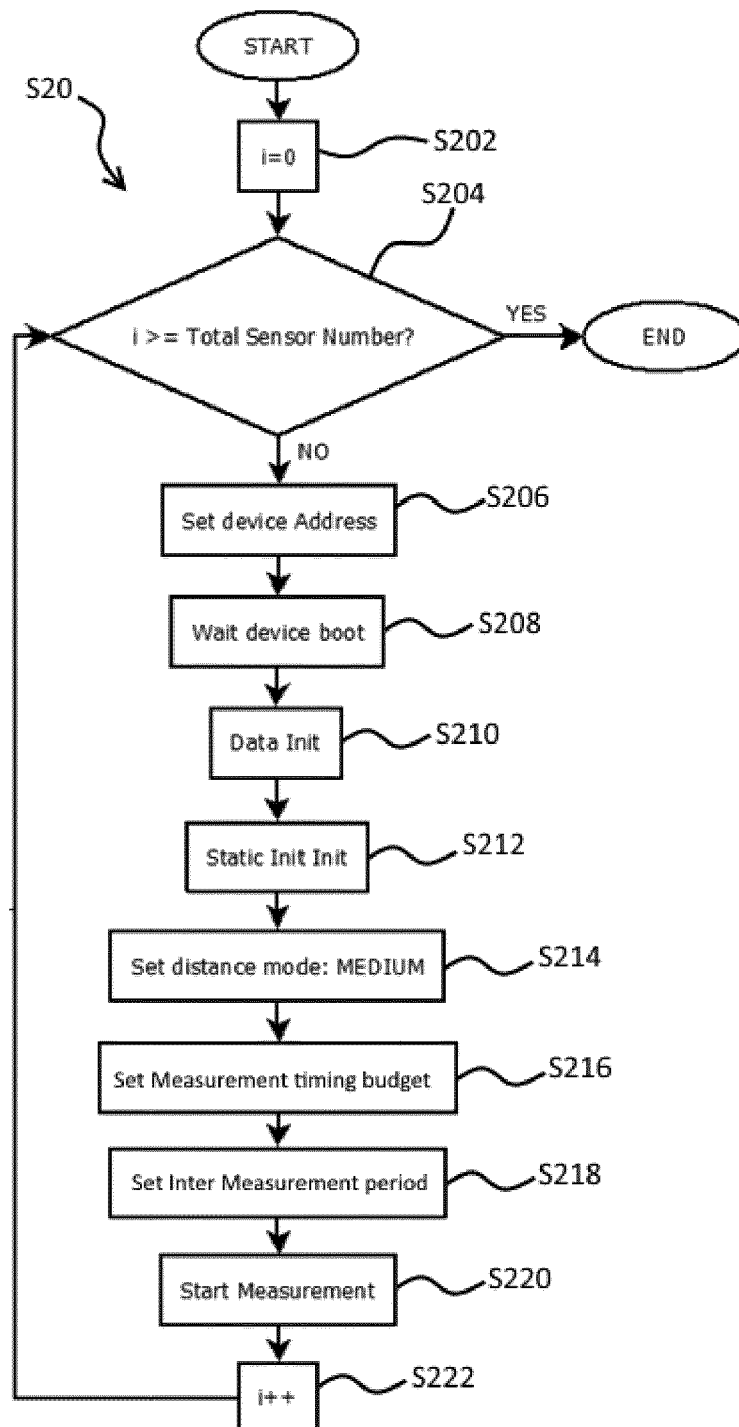 START
S20
i=0
S202
S204
i >= Total Sensor Number?
YES
END
NO
Set device Address
S206
Wait device boot
S208
Data Init
S210
Static Init Init
S212
Set distance mode: MEDIUM
S214
Set Measurement timing budget
S216
Set Inter Measurement period
S218
Start Measurement
S220
i++
S222